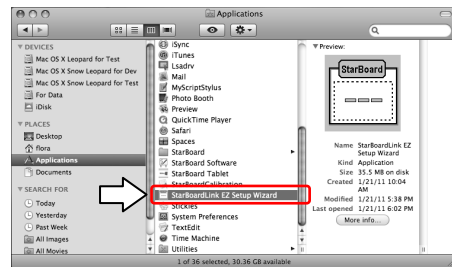 Applications
DEVICES
Mac OS X Leopard for Test
Mac OS X Snow Leopard for Dev
Mac OS X Snow Leopard for Test
For Data
iDisk
PLACES
Desktop
flora
Applications
Documents
SEARCH FOR
Today
Yesterday
Past Week
All Images
All Movies
iSync
iTunes
Lsadrv
Mail
MyScriptStylus
Photo Booth
Preview
QuickTime Player
Safari
Spaces
StarBoard
StarBoard Software
StarBoard Tablet
StarBoardCalibration
StarBoardLink EZ Setup Wizard
Stickies
System Preferences
TextEdit
Time Machine
Utilities
Preview:
StarBoard
Name StarBoardLink EZ
Setup Wizard
Kind Application
Size 35.5 MB on disk
Created 1/21/11 10:04
AM
Modified 1/21/11 5:38 PM
Last opened 1/21/11 6:02 PM
More info...
1 of 36 selected, 30.36 GB available